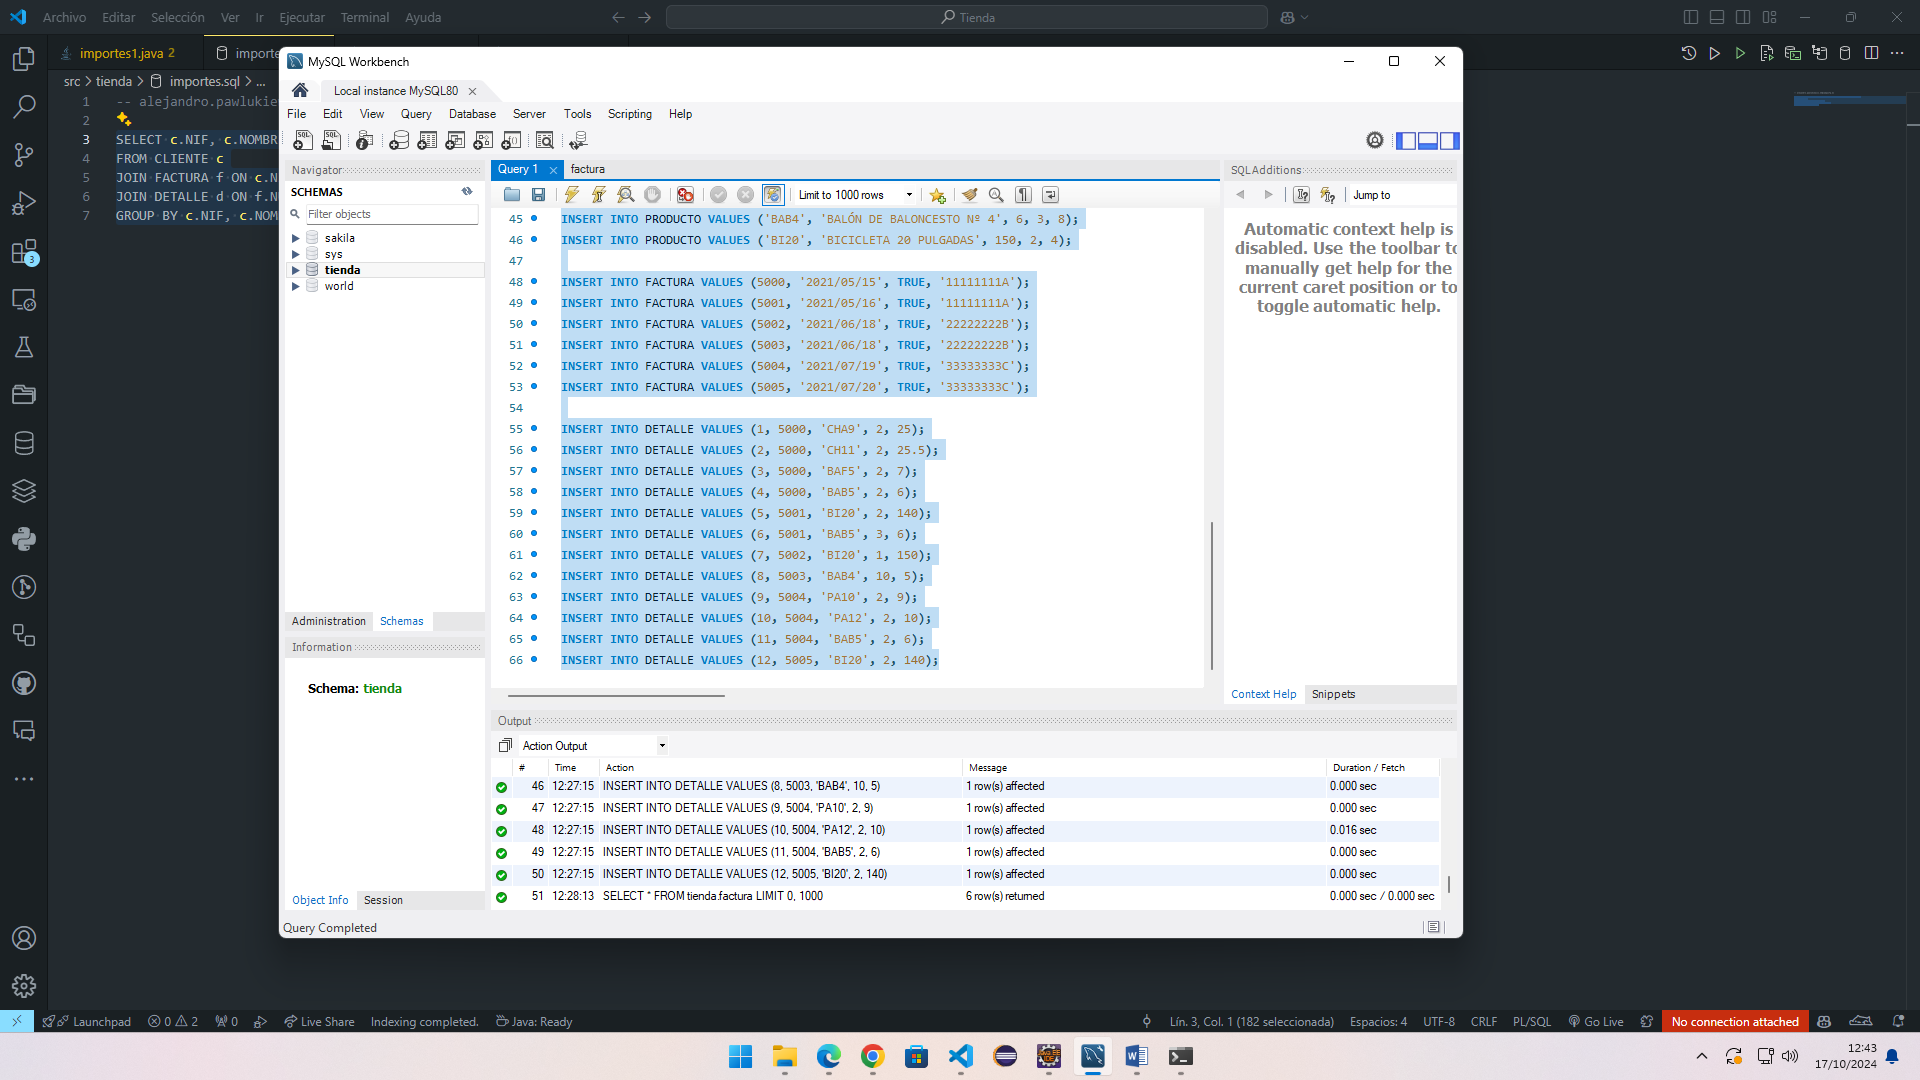 Archivo Editar Selección Ver Ir Ejecutar Terminal Ayuda
Tienda
importes1.java 2
importe
src > tienda > importes.sql > ...
1 -- alejandro.pawlukie
2
3 SELECT c.NIF, c.NOMBR
4 FROM CLIENTE c
5 JOIN FACTURA f ON c.N
6 JOIN DETALLE d ON f.N
7 GROUP BY c.NIF, c.NOM
MySQL Workbench
Local instance MySQL80
File Edit View Query Database Server Tools Scripting Help
Navigator
SCHEMAS
Filter objects
sakila
sys
tienda
world
Administration Schemas
Information
Schema: tienda
Object Info Session
Query Completed
Query 1 factura
Limit to 1000 rows
45 INSERT INTO PRODUCTO VALUES ('BAB4', 'BALÓN DE BALONCESTO Nº 4', 6, 3, 8);
46 INSERT INTO PRODUCTO VALUES ('BI20', 'BICICLETA 20 PULGADAS', 150, 2, 4);
47
48 INSERT INTO FACTURA VALUES (5000, '2021/05/15', TRUE, '11111111A');
49 INSERT INTO FACTURA VALUES (5001, '2021/05/16', TRUE, '11111111A');
50 INSERT INTO FACTURA VALUES (5002, '2021/06/18', TRUE, '22222222B');
51 INSERT INTO FACTURA VALUES (5003, '2021/06/18', TRUE, '22222222B');
52 INSERT INTO FACTURA VALUES (5004, '2021/07/19', TRUE, '33333333C');
53 INSERT INTO FACTURA VALUES (5005, '2021/07/20', TRUE, '33333333C');
54
55 INSERT INTO DETALLE VALUES (1, 5000, 'CHA9', 2, 25);
56 INSERT INTO DETALLE VALUES (2, 5000, 'CH11', 2, 25.5);
57 INSERT INTO DETALLE VALUES (3, 5000, 'BAF5', 2, 7);
58 INSERT INTO DETALLE VALUES (4, 5000, 'BAB5', 2, 6);
59 INSERT INTO DETALLE VALUES (5, 5001, 'BI20', 2, 140);
60 INSERT INTO DETALLE VALUES (6, 5001, 'BAB5', 3, 6);
61 INSERT INTO DETALLE VALUES (7, 5002, 'BI20', 1, 150);
62 INSERT INTO DETALLE VALUES (8, 5003, 'BAB4', 10, 5);
63 INSERT INTO DETALLE VALUES (9, 5004, 'PA10', 2, 9);
64 INSERT INTO DETALLE VALUES (10, 5004, 'PA12', 2, 10);
65 INSERT INTO DETALLE VALUES (11, 5004, 'BAB5', 2, 6);
66 INSERT INTO DETALLE VALUES (12, 5005, 'BI20', 2, 140);
SQLAdditions
Jump to
Automatic context help is
disabled. Use the toolbar to
manually get help for the
current caret position or to
toggle automatic help.
Context Help Snippets
Output
Action Output
# Time Action Message Duration / Fetch
46 12:27:15 INSERT INTO DETALLE VALUES (8, 5003, 'BAB4', 10, 5) 1 row(s) affected 0.000 sec
47 12:27:15 INSERT INTO DETALLE VALUES (9, 5004, 'PA10', 2, 9) 1 row(s) affected 0.000 sec
48 12:27:15 INSERT INTO DETALLE VALUES (10, 5004, 'PA12', 2, 10) 1 row(s) affected 0.016 sec
49 12:27:15 INSERT INTO DETALLE VALUES (11, 5004, 'BAB5', 2, 6) 1 row(s) affected 0.000 sec
50 12:27:15 INSERT INTO DETALLE VALUES (12, 5005, 'BI20', 2, 140) 1 row(s) affected 0.000 sec
51 12:28:13 SELECT * FROM tienda.factura LIMIT 0, 1000 6 row(s) returned 0.000 sec / 0.000 sec
3
Launchpad 0 2 0 Live Share Indexing completed. Java: Ready
Lín. 3, Col. 1 (182 seleccionada) Espacios: 4 UTF-8 CRLF PL/SQL Go Live No connection attached
12:43
17/10/2024